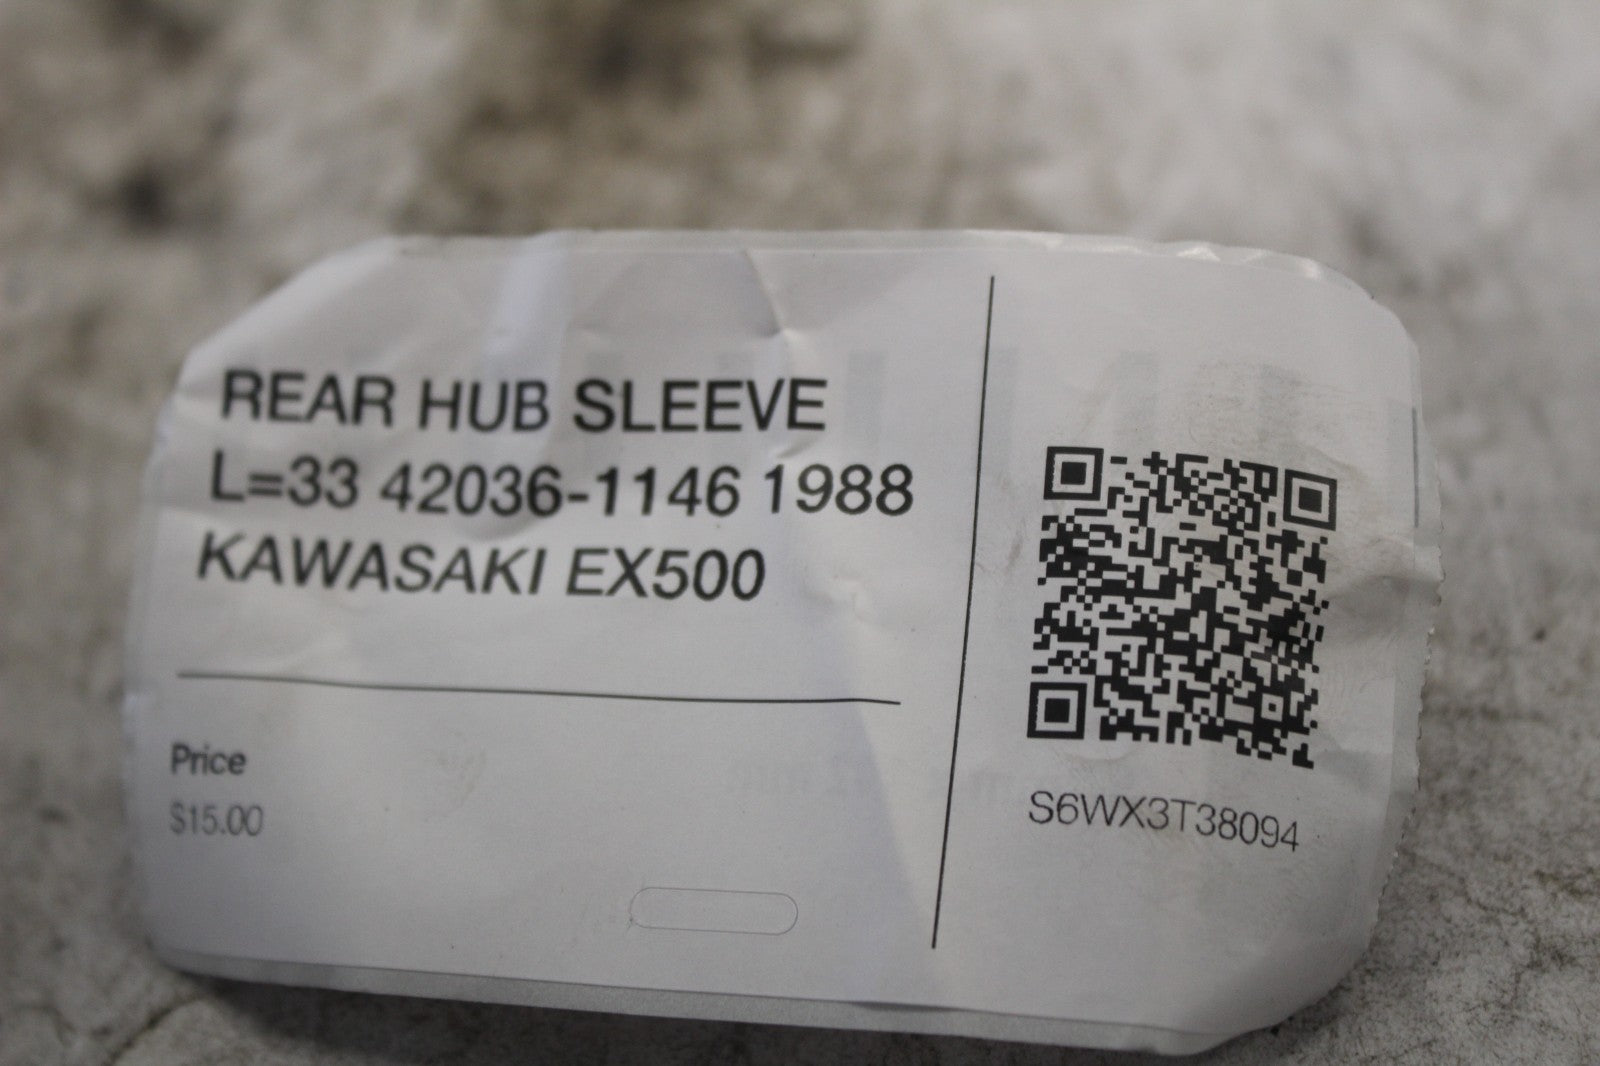 REAR HUB SLEEVE
L=33 42036-1146 1988
KAWASAKI EX500
Price
$15.00
S6WX3T38094